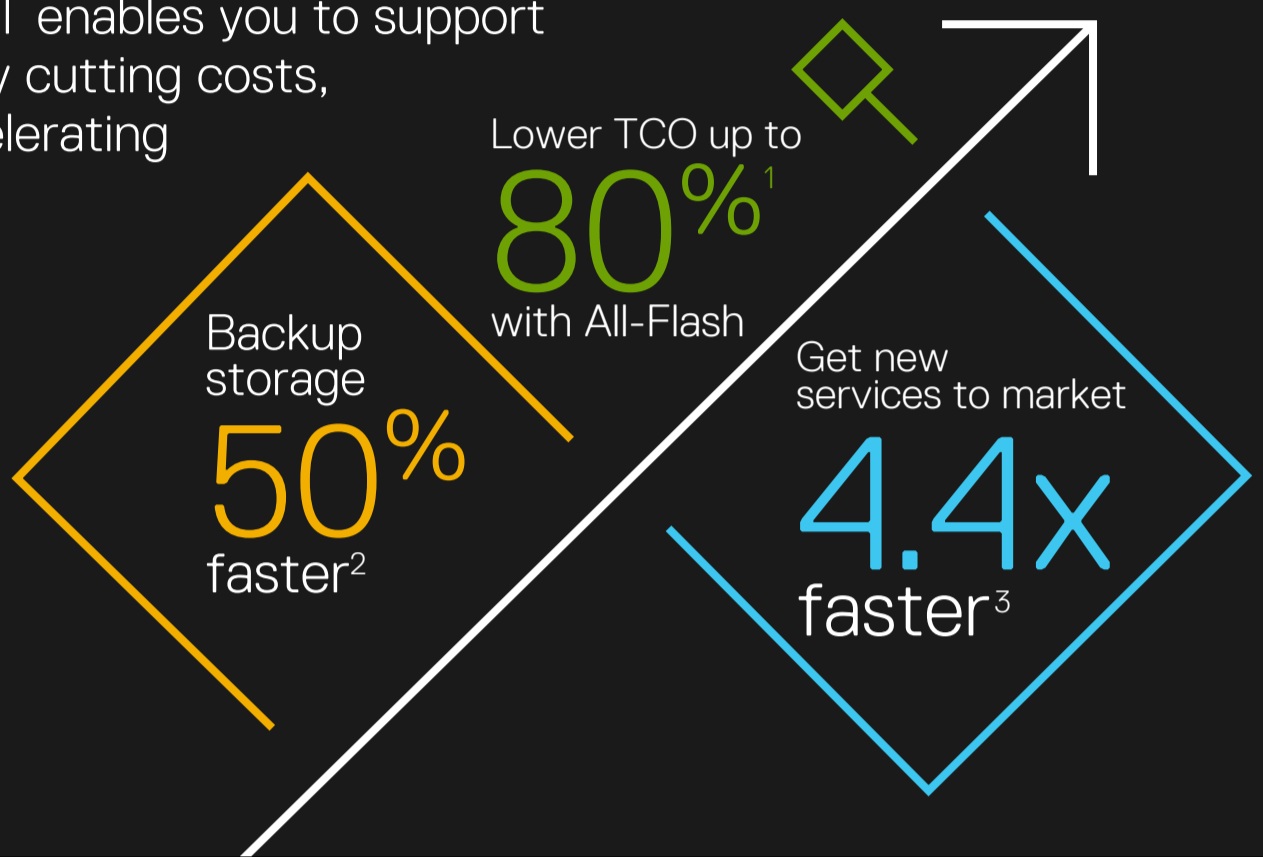 enables you to support
cutting costs,
Lower TCO up to
80%¹
with All-Flash
Backup
storage
50%
faster²
Get new
services to market
4.4x
faster³